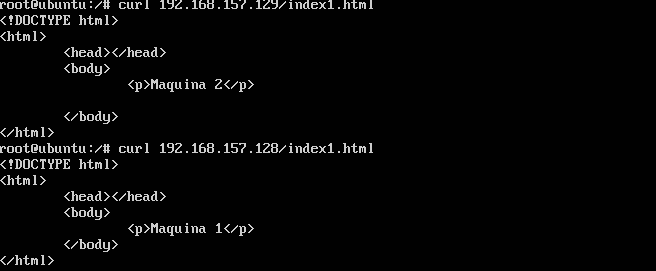 root@ubuntu:/# curl 192.168.157.129/index1.html
<!DOCTYPE html>
<html>
        <head></head>
        <body>
                <p>Maquina 2</p>

        </body>
</html>
root@ubuntu:/# curl 192.168.157.128/index1.html
<!DOCTYPE html>
<html>
        <head></head>
        <body>
                <p>Maquina 1</p>
        </body>
</html>